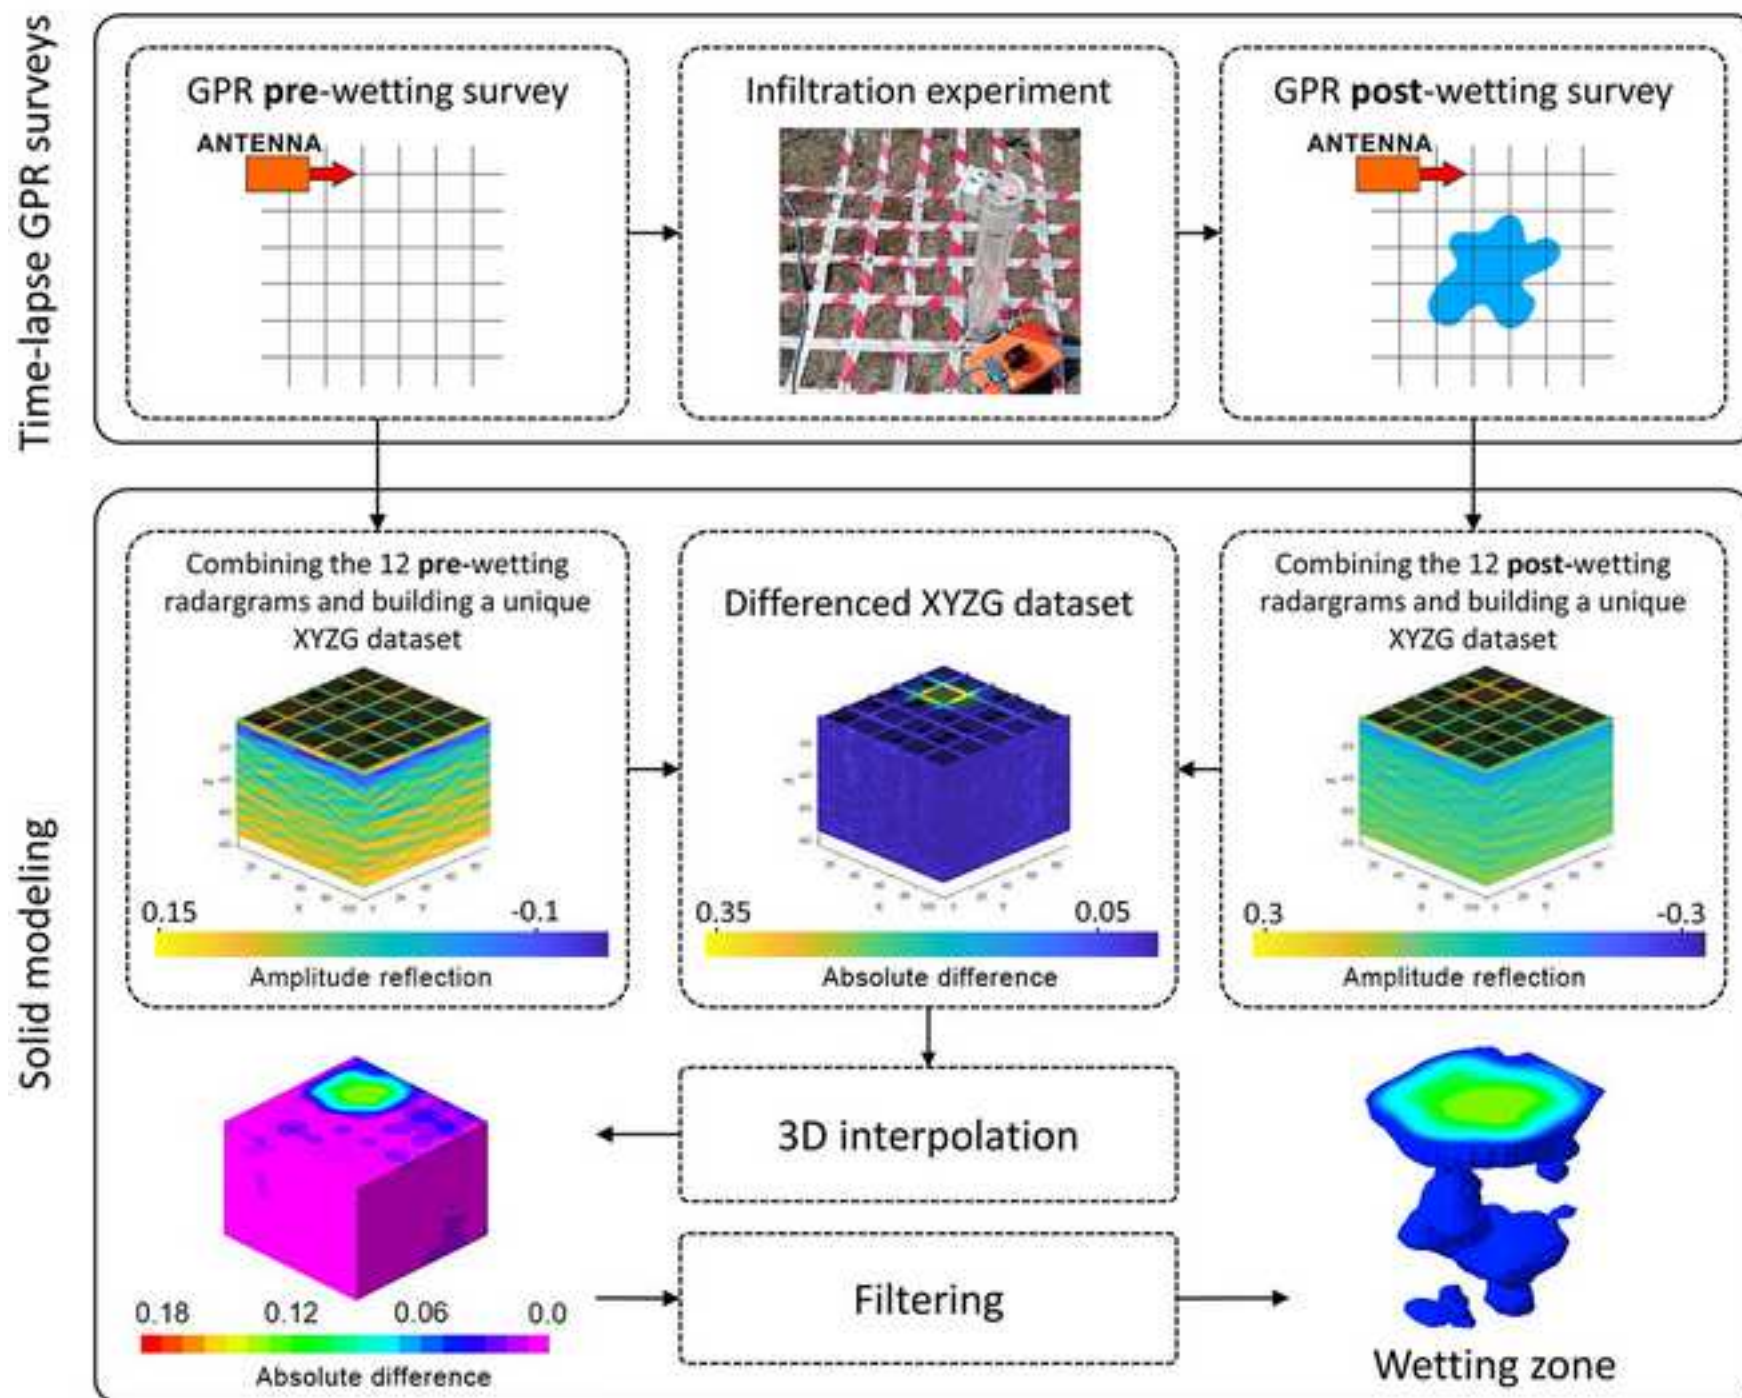 Time-lapse GPR surveys
GPR pre-wetting survey
ANTENNA
Infiltration experiment
GPR post-wetting survey
ANTENNA
Solid modeling
Combining the 12 pre-wetting
radargrams and building a unique
XYZG dataset
0.15 -0.1
Amplitude reflection
Differenced XYZG dataset
0.35 0.05
Absolute difference
Combining the 12 post-wetting
radargrams and building a unique
XYZG dataset
0.3 -0.3
Amplitude reflection
3D interpolation
0.18 0.12 0.06 0.0
Absolute difference
Filtering
Wetting zone